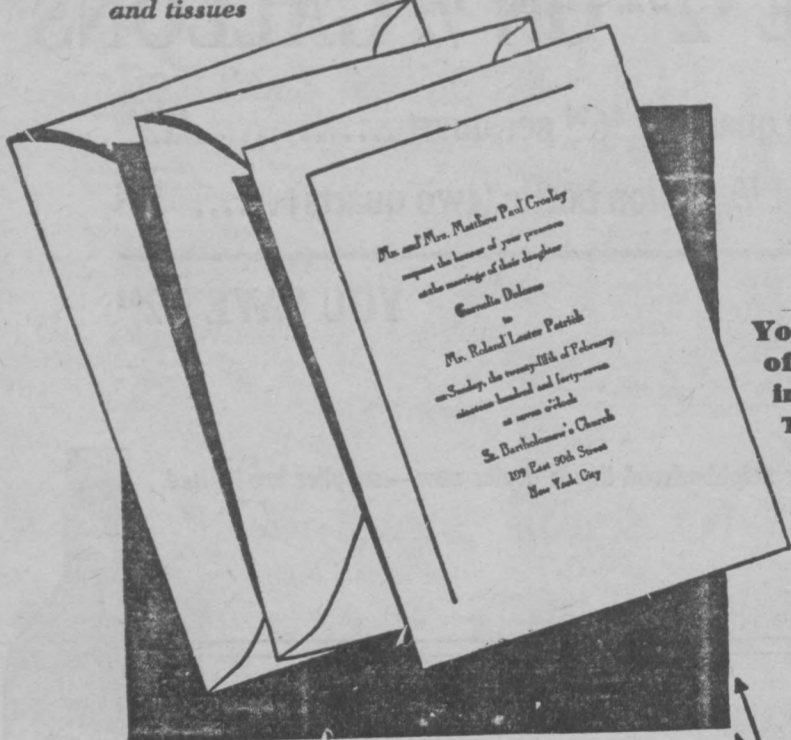 and tissues
Mr. and Mrs. Matthew Paul Crosley
request the honour of your presence
at the marriage of their daughter
Cornelia Dolores
to
Mr. Roland Lester Patrick
on Sunday, the twenty-fifth of February
nineteen hundred and forty-seven
at seven o'clock
St. Bartholomew's Church
109 East 50th Street
New York City
Yo
of
in
T